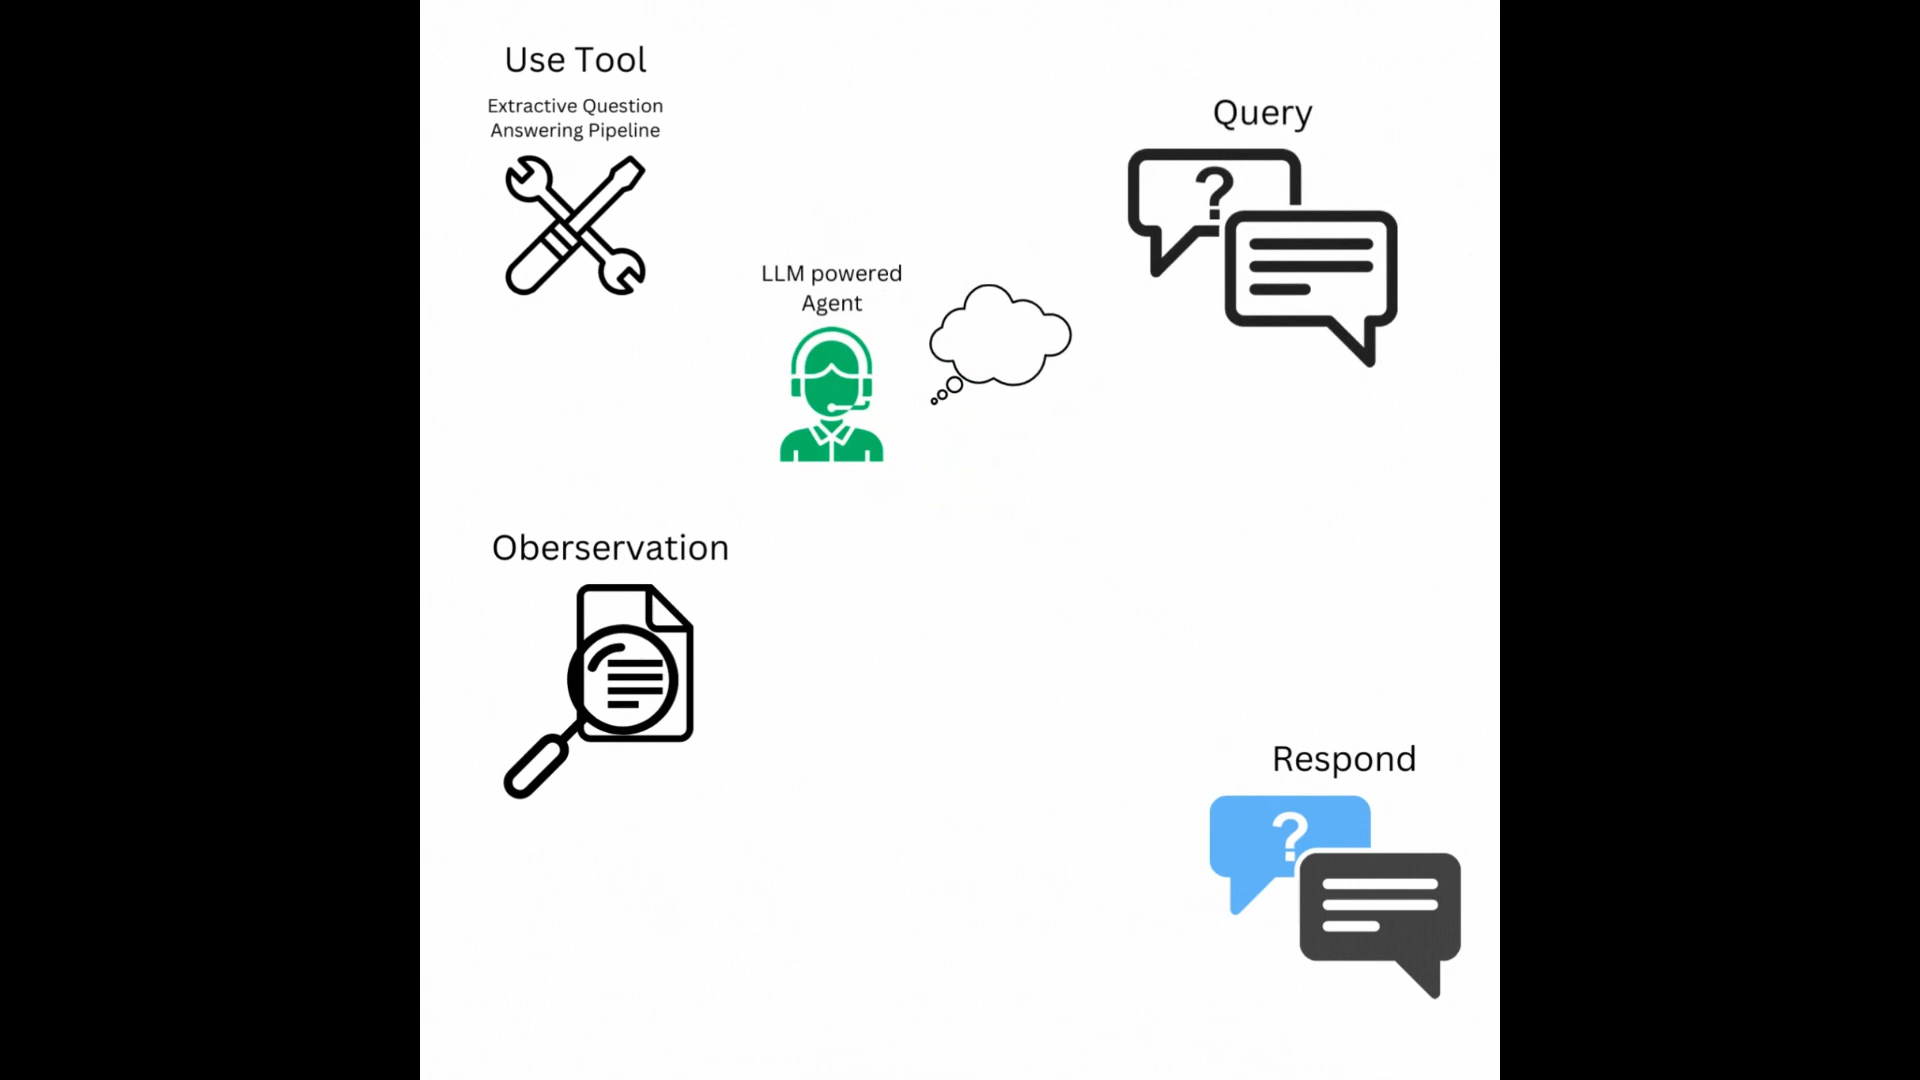 Use Tool
Extractive Question
Answering Pipeline
Query
?
LLM powered
Agent
Oberservation
Respond
?